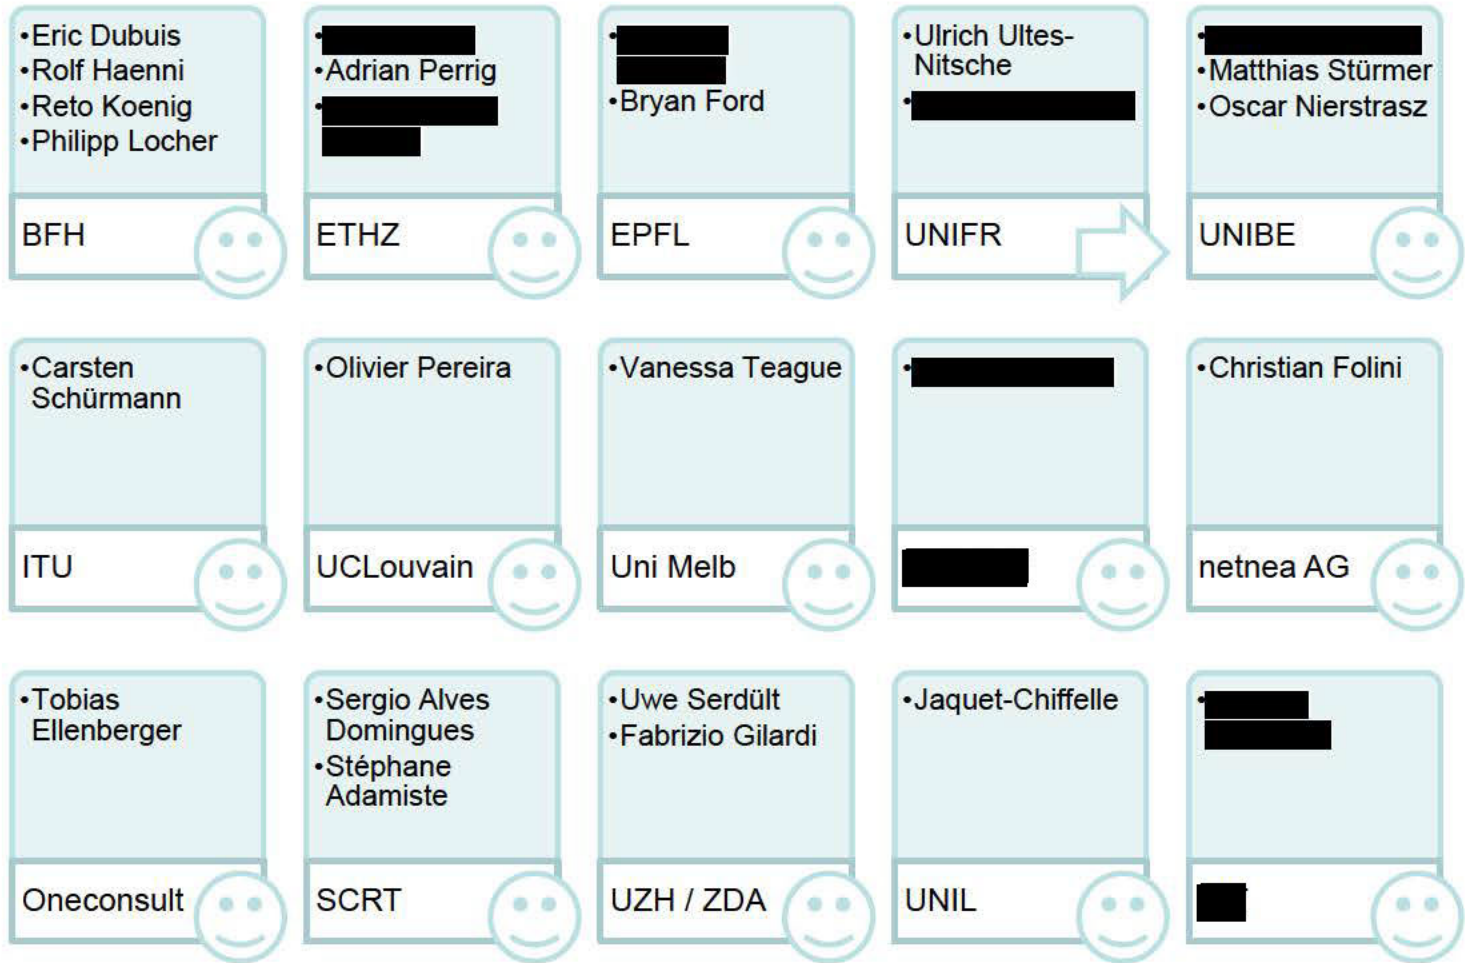 •Eric Dubuis
•Rolf Haenni
•Reto Koenig
•Philipp Locher
BFH
•
•Adrian Perrig
•
ETHZ
•
•Bryan Ford
EPFL
•Ulrich Ultes-
Nitsche
•
UNIFR
•
•Matthias Stürmer
•Oscar Nierstrasz
UNIBE
•Carsten
Schürmann
ITU
•Olivier Pereira
UCLouvain
•Vanessa Teague
Uni Melb
•
•Christian Folini
netnea AG
•Tobias
Ellenberger
Oneconsult
•Sergio Alves
Domingues
•Stéphane
Adamiste
SCRT
•Uwe Serdült
•Fabrizio Gilardi
UZH / ZDA
•Jaquet-Chiffelle
UNIL
•